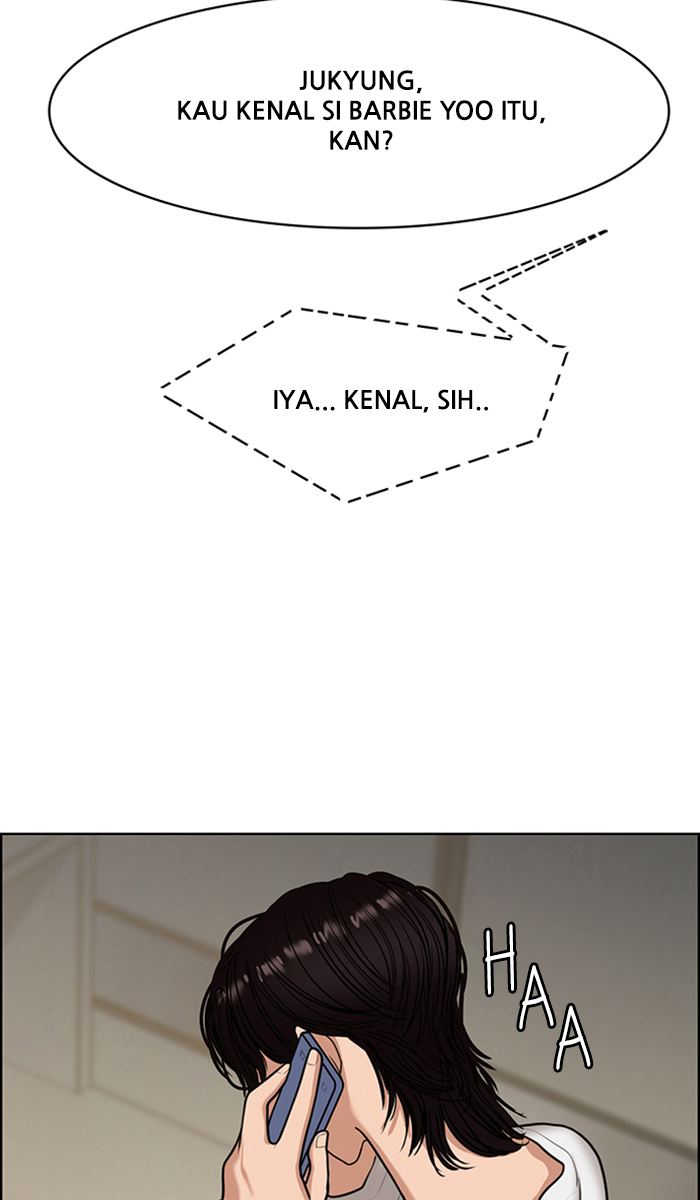 JUKYUNG,
KAU KENAL SI BARBIE YOO ITU,
KAN?
IYA... KENAL, SIH..
HAA